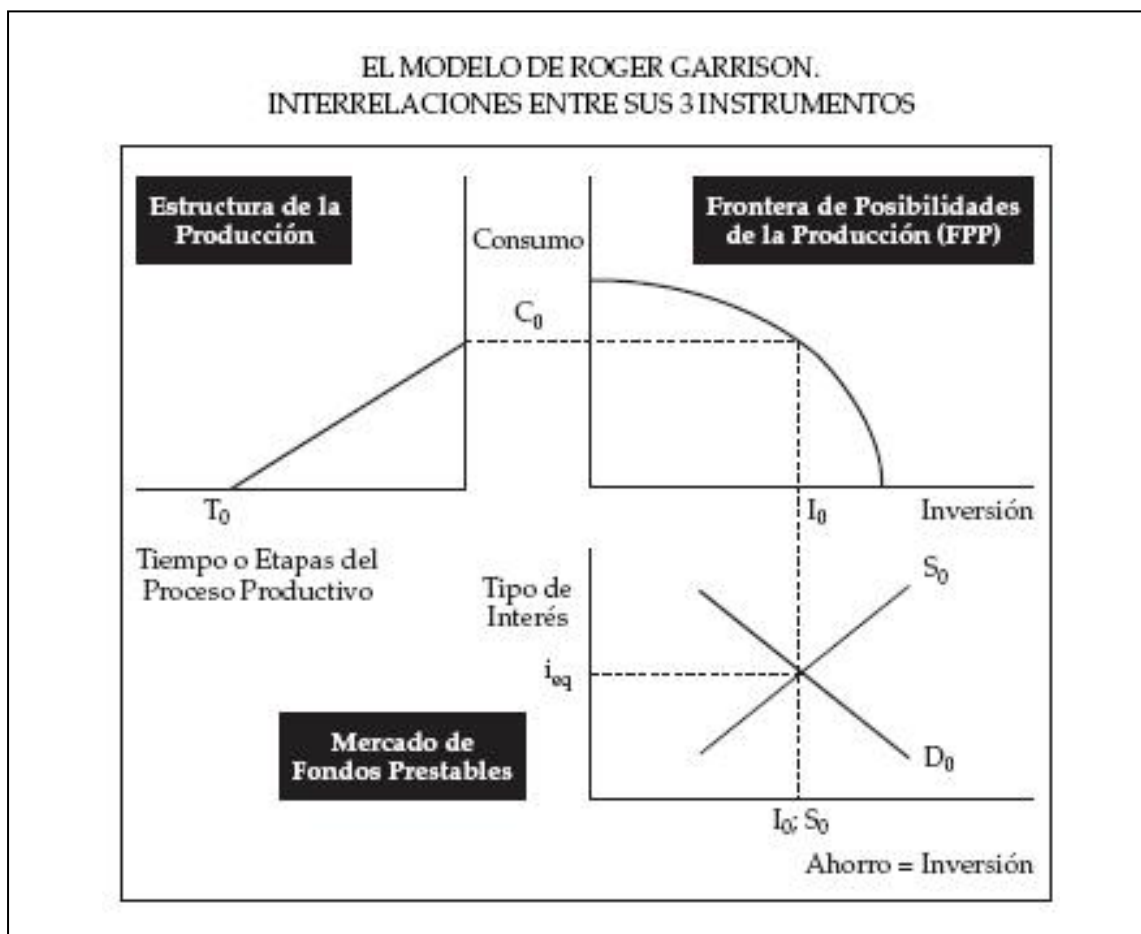 EL MODELO DE ROGER GARRISON.
INTERRELACIONES ENTRE SUS 3 INSTRUMENTOS
Estructura de la
Producción
Consumo
Frontera de Posibilidades
de la Producción (FPP)
C₀
T₀
I₀
Inversión
Tiempo o Etapas del
Proceso Productivo
Tipo de
Interés
S₀
i_eq
Mercado de
Fondos Prestables
D₀
I₀; S₀
Ahorro = Inversión